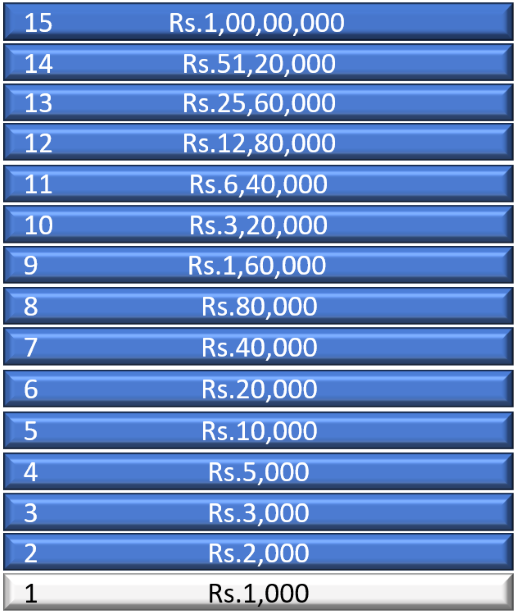 15 Rs.1,00,00,000
14 Rs.51,20,000
13 Rs.25,60,000
12 Rs.12,80,000
11 Rs.6,40,000
10 Rs.3,20,000
9 Rs.1,60,000
8 Rs.80,000
7 Rs.40,000
6 Rs.20,000
5 Rs.10,000
4 Rs.5,000
3 Rs.3,000
2 Rs.2,000
1 Rs.1,000